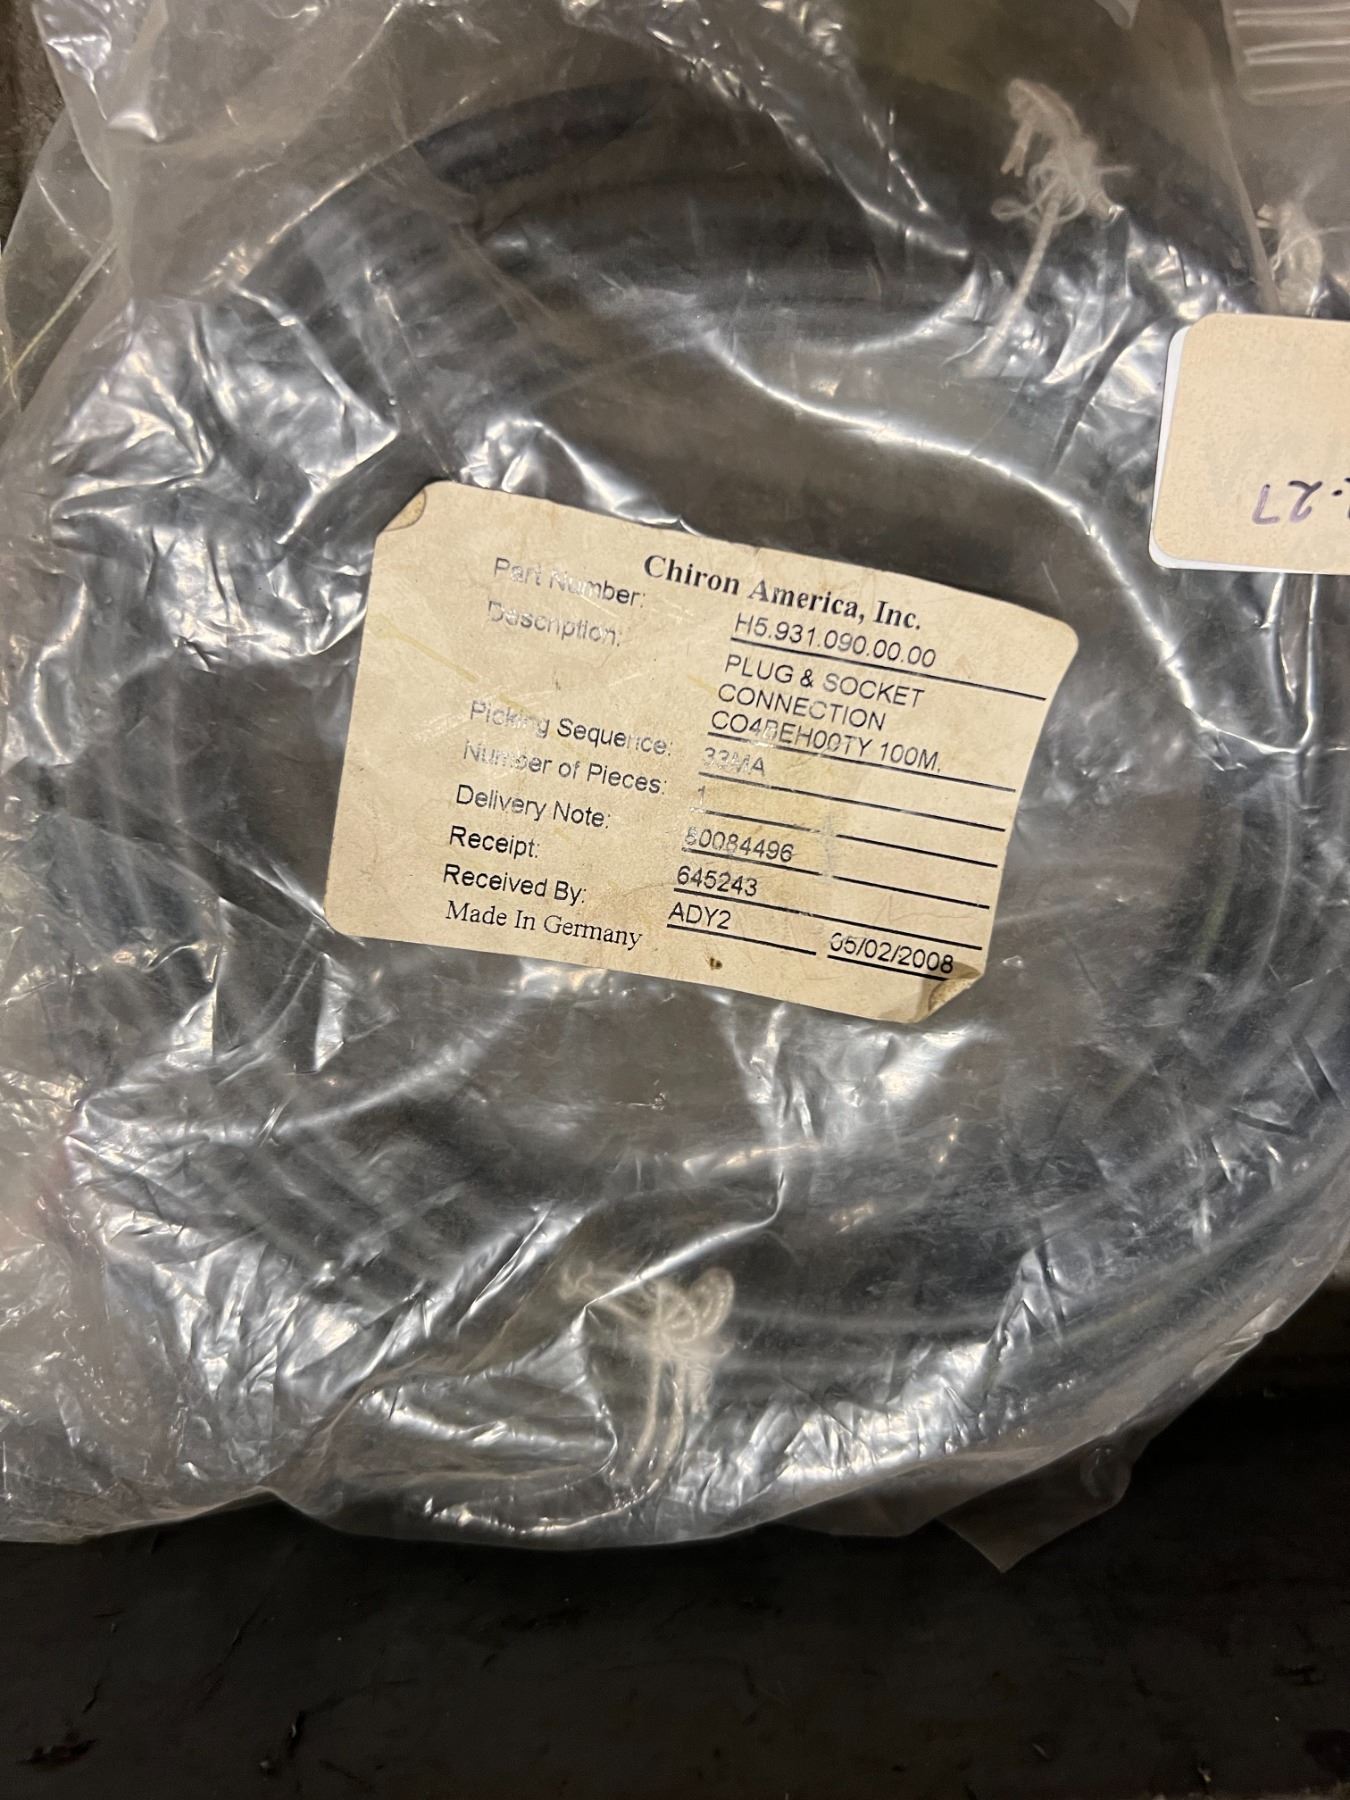 Chiron America, Inc.
Part Number: H5.931.090.00.00
Description: PLUG & SOCKET
CONNECTION
CO4BEH00TY 100M.
Picking Sequence: 33MA
Number of Pieces: 1
Delivery Note: 80084496
Receipt: 645243
Received By: ADY2 05/02/2008
Made In Germany